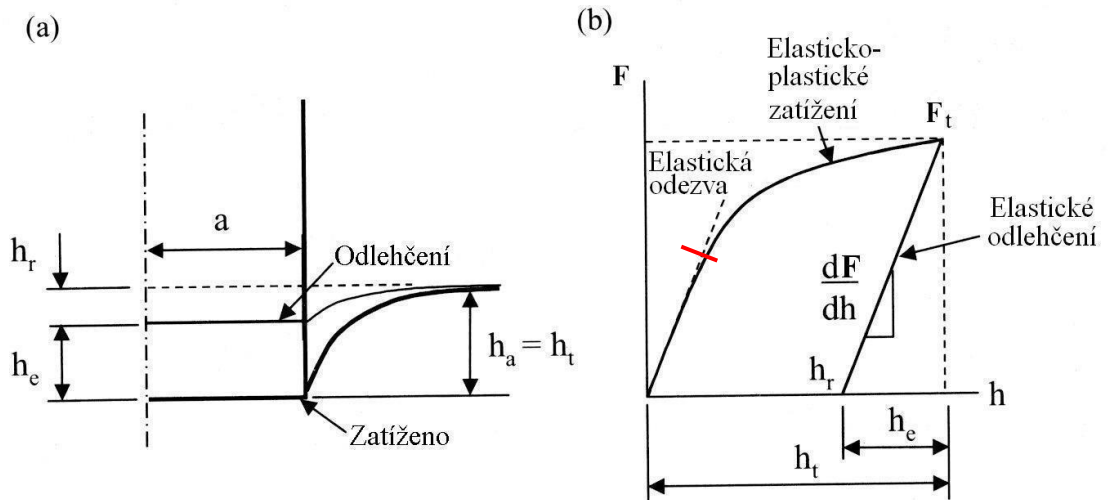 (a)
a
h_r
Odlehčení
h_e
h_a = h_t
Zatíženo
(b)
F
Elasticko-
plastické
zatížení
F_t
Elastická
odezva
Elastické
odlehčení
dF
dh
h_r
h
h_e
h_t